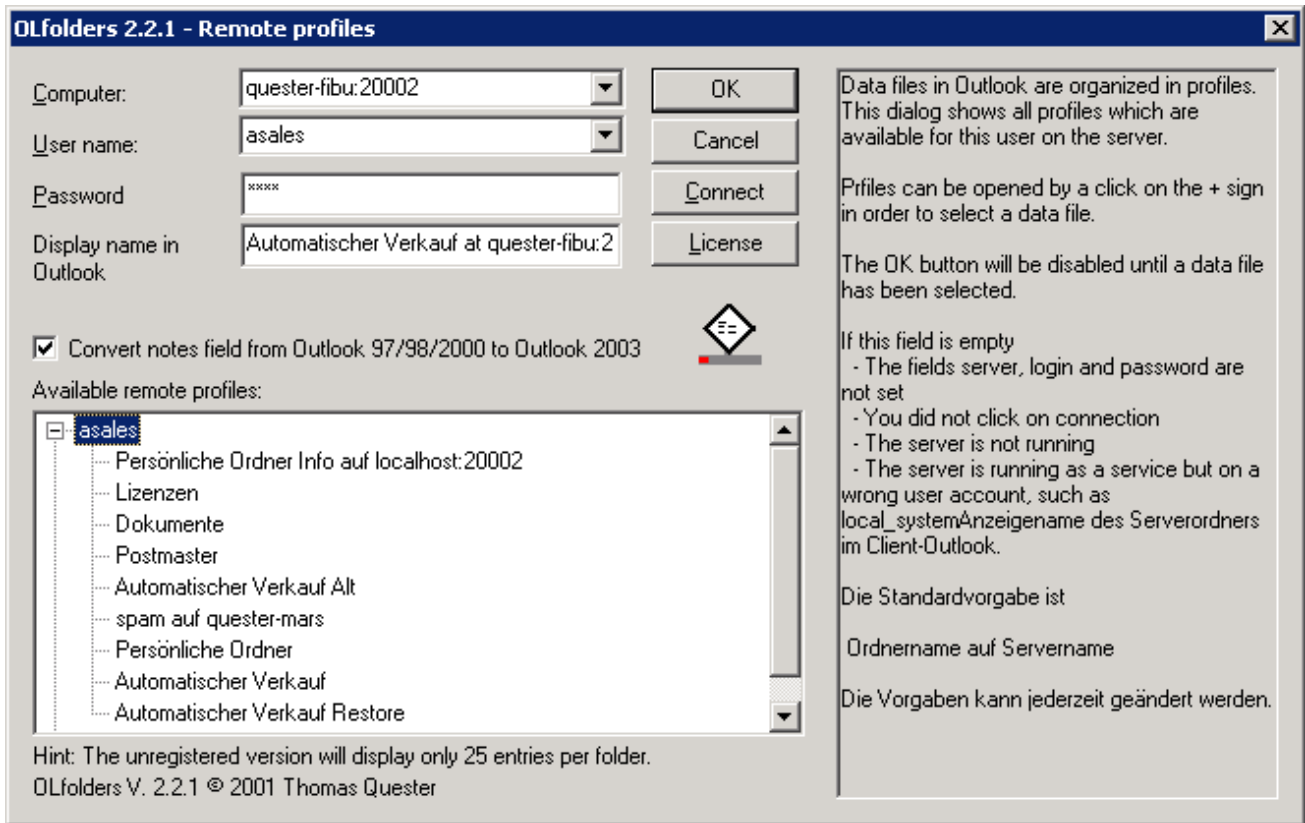 OLfolders 2.2.1 - Remote profiles
Computer:
quester-fibu:20002
OK
User name:
asales
Cancel
Password
****
Connect
Display name in
Outlook
Automatischer Verkauf at quester-fibu:2
License
Convert notes field from Outlook 97/98/2000 to Outlook 2003
Available remote profiles:
asales
Persönliche Ordner Info auf localhost:20002
Lizenzen
Dokumente
Postmaster
Automatischer Verkauf Alt
spam auf quester-mars
Persönliche Ordner
Automatischer Verkauf
Automatischer Verkauf Restore
Hint: The unregistered version will display only 25 entries per folder.
OLfolders V. 2.2.1 © 2001 Thomas Quester
Data files in Outlook are organized in profiles.
This dialog shows all profiles which are
available for this user on the server.
Prfiles can be opened by a click on the + sign
in order to select a data file.
The OK button will be disabled until a data file
has been selected.
If this field is empty
- The fields server, login and password are
not set
- You did not click on connection
- The server is not running
- The server is running as a service but on a
wrong user account, such as
local_systemAnzeigename des Serverordners
im Client-Outlook.
Die Standardvorgabe ist
Ordnername auf Servername
Die Vorgaben kann jederzeit geändert werden.